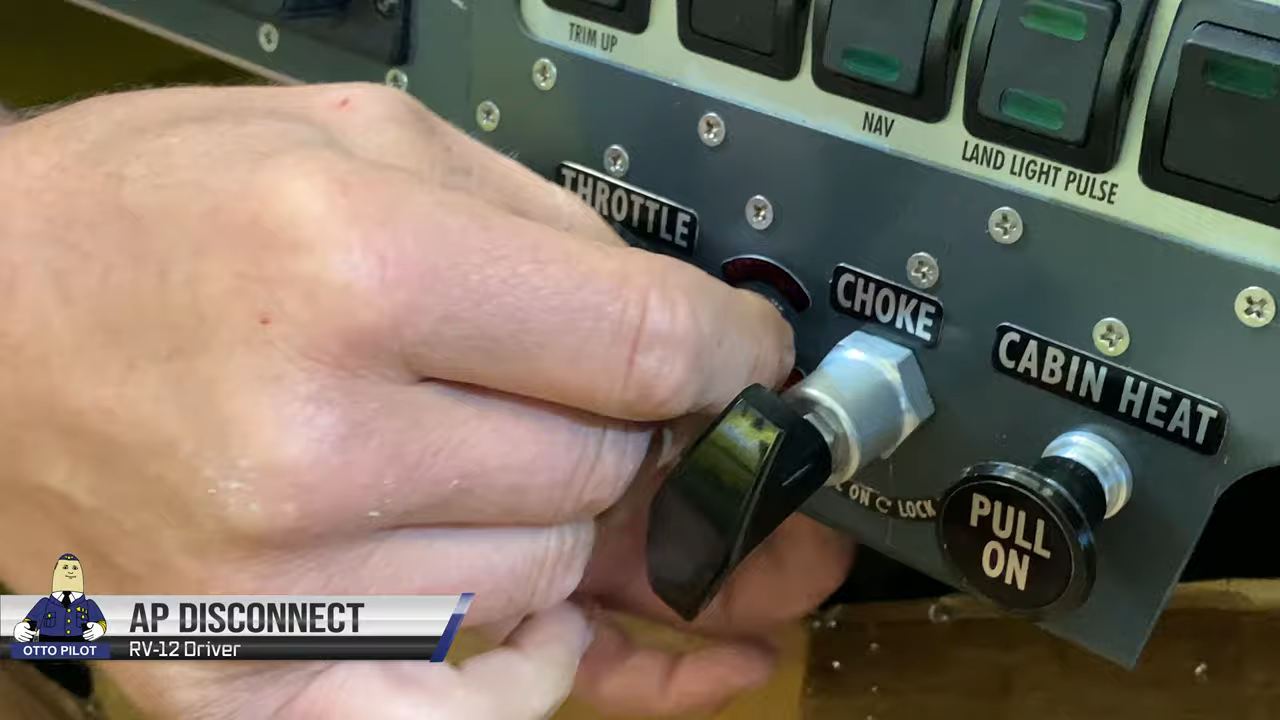 TRIM UP
NAV
LAND LIGHT PULSE
THROTTLE
CHOKE
CABIN HEAT
ON LOCK
PULL
ON
AP DISCONNECT
OTTO PILOT
RV-12 Driver